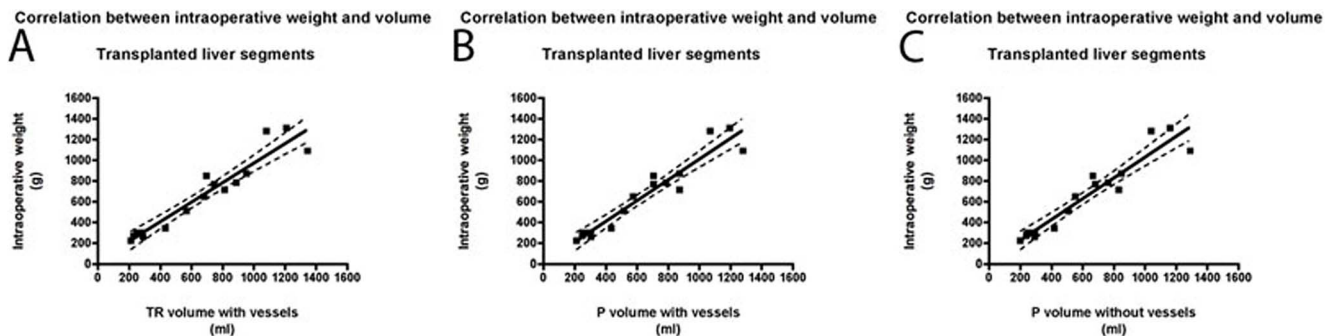 Correlation between intraoperative weight and volume
A
Transplanted liver segments
Intraoperative weight
(g)
1600
1400
1200
1000
800
600
400
200
0
0 200 400 600 800 1000 1200 1400 1600
TR volume with vessels
(ml)
Correlation between intraoperative weight and volume
B
Transplanted liver segments
Intraoperative weight
(g)
1600
1400
1200
1000
800
600
400
200
0
0 200 400 600 800 1000 1200 1400 1600
P volume with vessels
(ml)
Correlation between intraoperative weight and volume
C
Transplanted liver segments
Intraoperative weight
(g)
1600
1400
1200
1000
800
600
400
200
0
0 200 400 600 800 1000 1200 1400 1600
P volume without vessels
(ml)